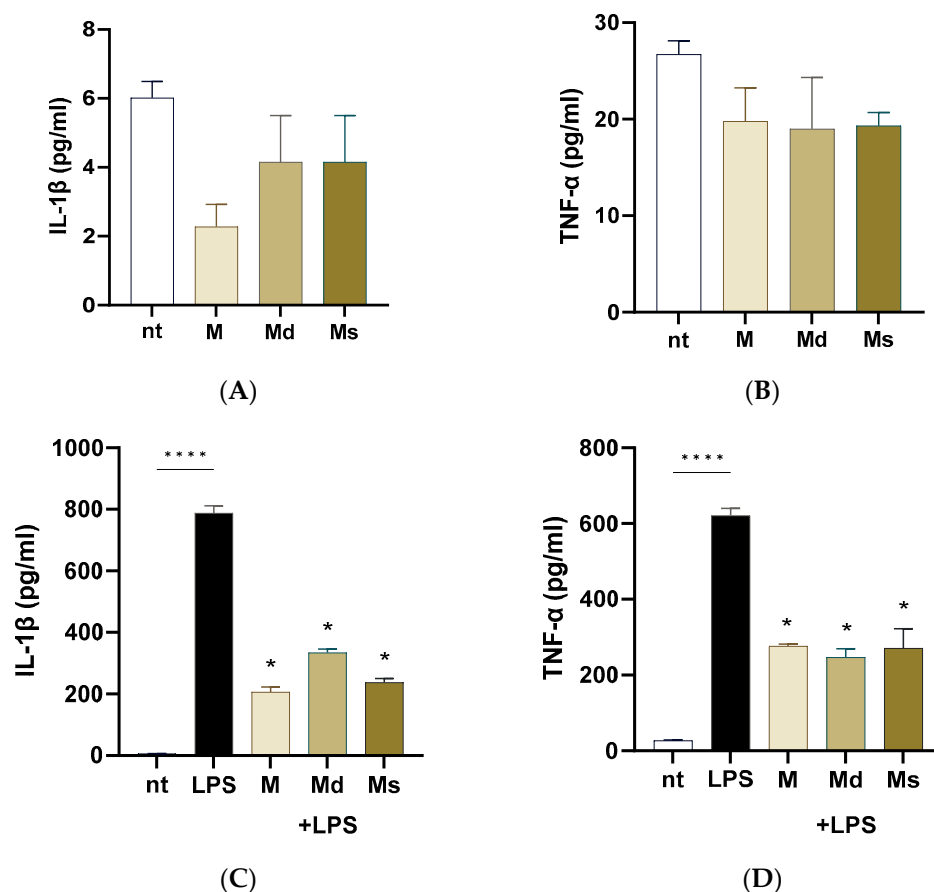 IL-1β (pg/ml)
8
6
4
2
0
nt M Md Ms
(A)
TNF-α (pg/ml)
30
20
10
0
nt M Md Ms
(B)
IL-1β (pg/ml)
1000
800
600
400
200
0
****
* * *
nt LPS M Md Ms
+LPS
(C)
TNF-α (pg/ml)
800
600
400
200
0
****
* * *
nt LPS M Md Ms
+LPS
(D)